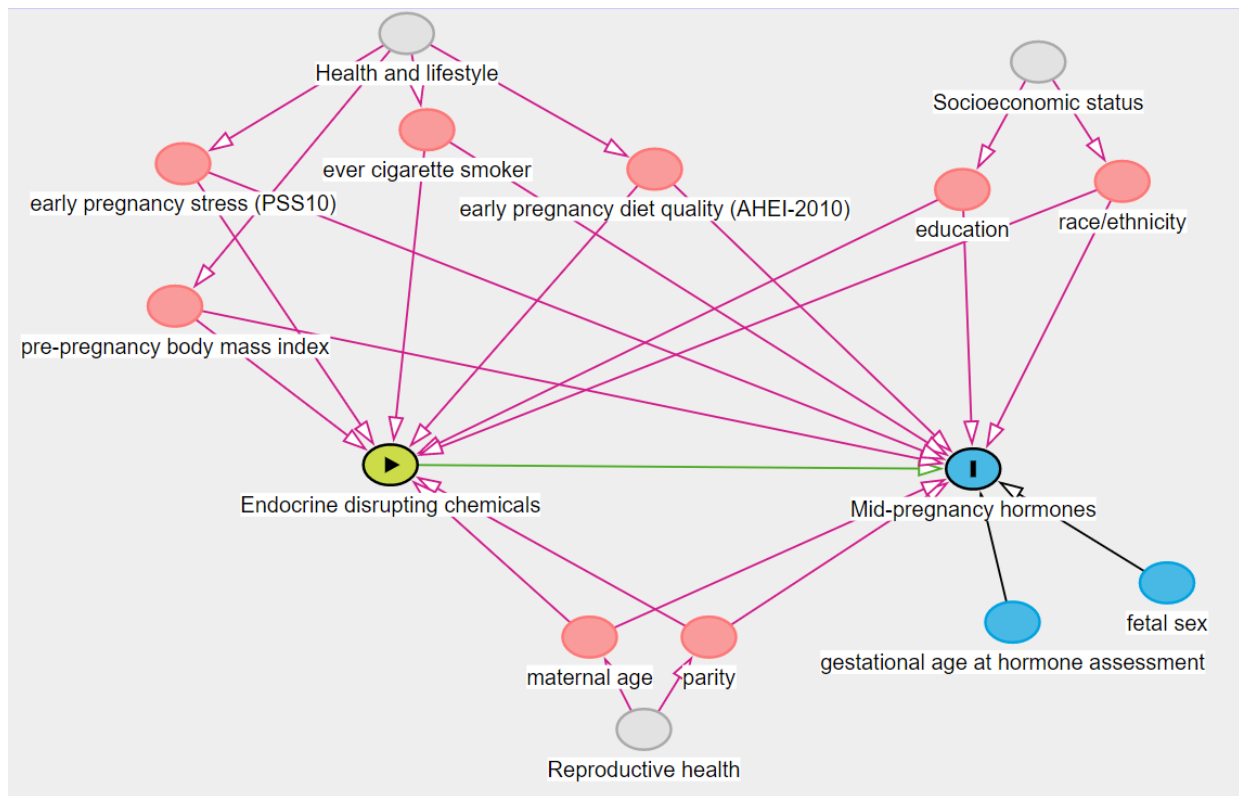 Health and lifestyle
Socioeconomic status
ever cigarette smoker
early pregnancy stress (PSS10)
early pregnancy diet quality (AHEI-2010)
education
race/ethnicity
pre-pregnancy body mass index
Endocrine disrupting chemicals
Mid-pregnancy hormones
fetal sex
gestational age at hormone assessment
maternal age
parity
Reproductive health